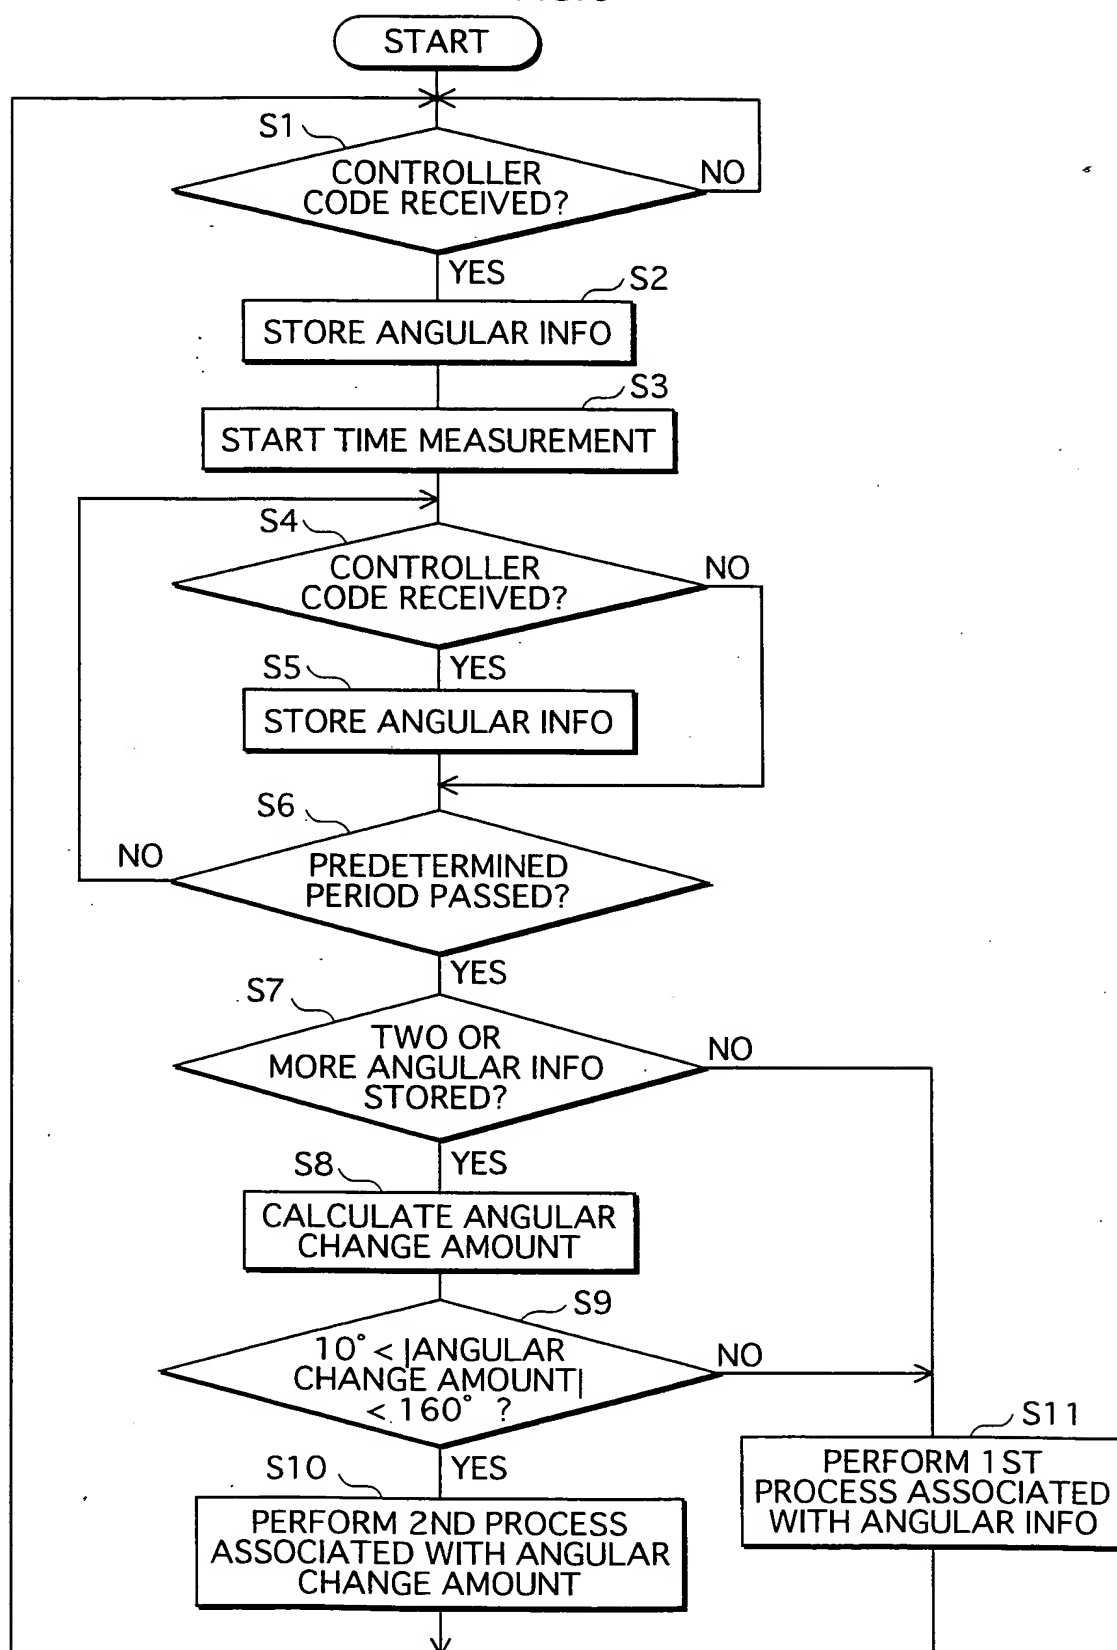 START
S1
CONTROLLER
CODE RECEIVED?
NO
YES
S2
STORE ANGULAR INFO
S3
START TIME MEASUREMENT
S4
CONTROLLER
CODE RECEIVED?
NO
YES
S5
STORE ANGULAR INFO
S6
PREDETERMINED
PERIOD PASSED?
NO
YES
S7
TWO OR
MORE ANGULAR INFO
STORED?
NO
YES
S8
CALCULATE ANGULAR
CHANGE AMOUNT
S9
10° < |ANGULAR
CHANGE AMOUNT|
< 160° ?
NO
YES
S10
PERFORM 2ND PROCESS
ASSOCIATED WITH ANGULAR
CHANGE AMOUNT
S11
PERFORM 1ST
PROCESS ASSOCIATED
WITH ANGULAR INFO